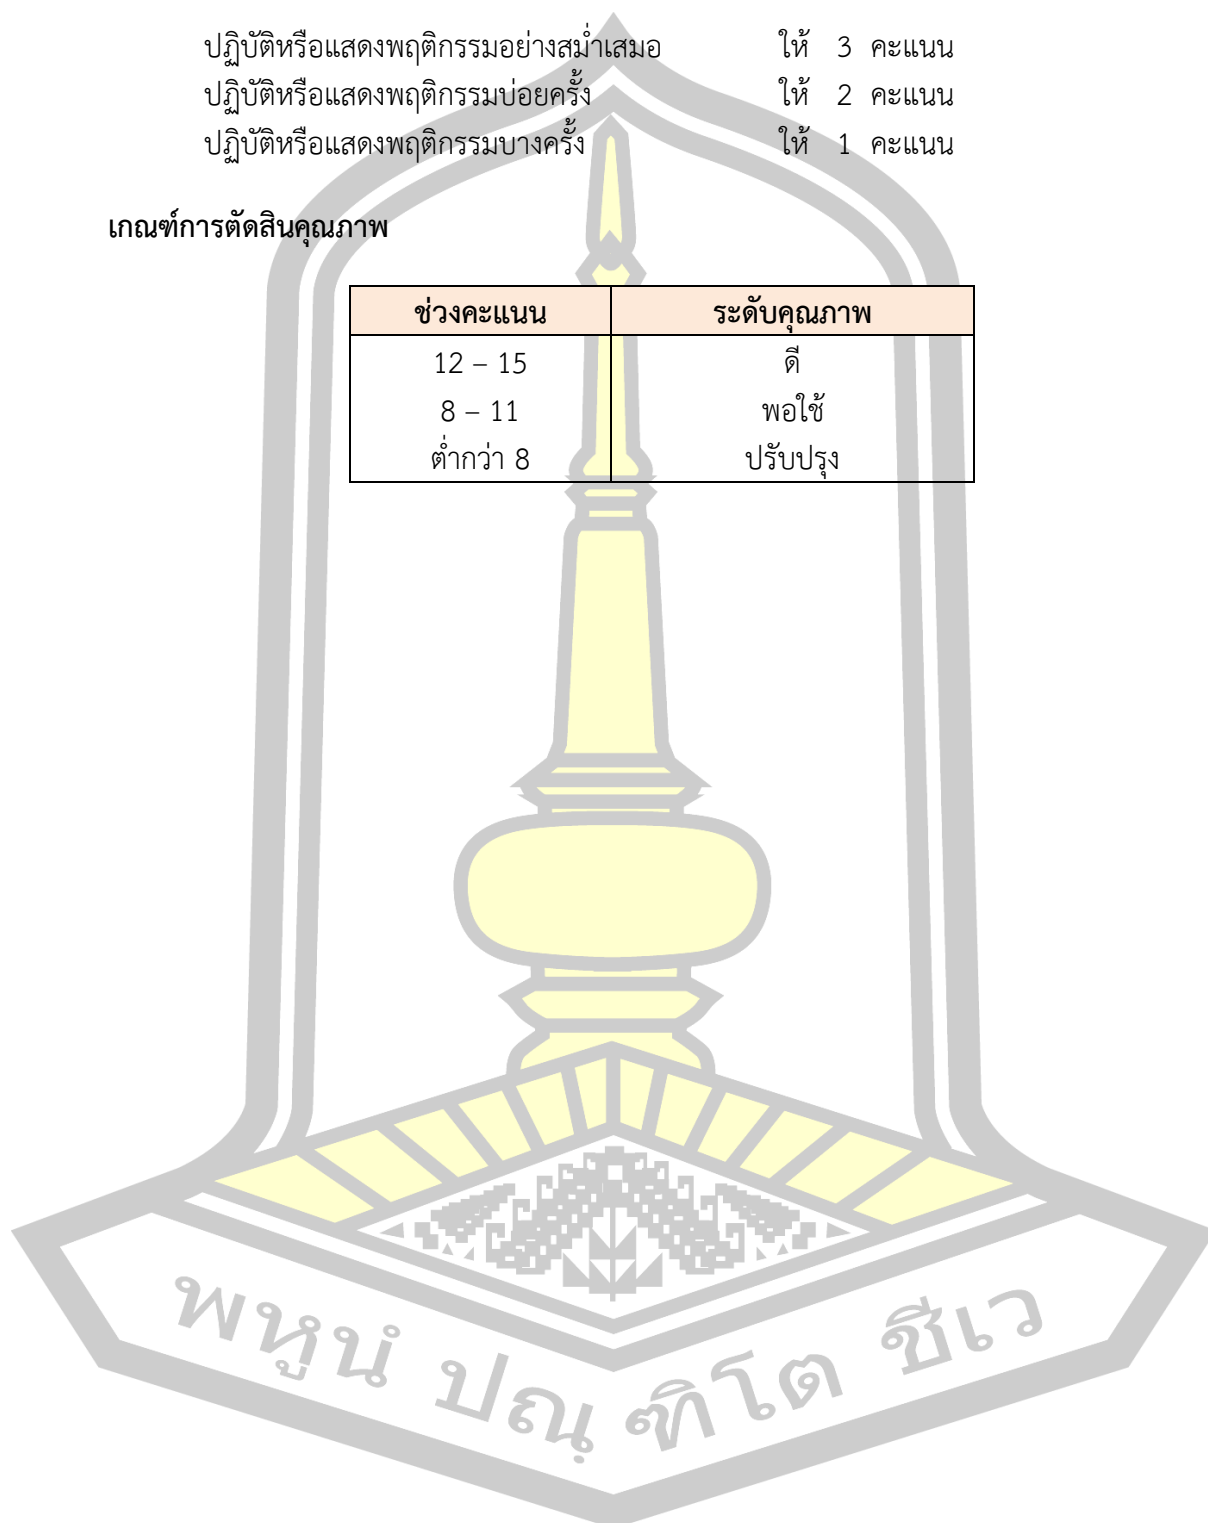 ปฏิบัติหรือแสดงพฤติกรรมอย่างสม่ำเสมอ ให้ 3 คะแนน
ปฏิบัติหรือแสดงพฤติกรรมบ่อยครั้ง ให้ 2 คะแนน
ปฏิบัติหรือแสดงพฤติกรรมบางครั้ง ให้ 1 คะแนน
เกณฑ์การตัดสินคุณภาพ
ช่วงคะแนน ระดับคุณภาพ
12 – 15 ดี
8 – 11 พอใช้
ต่ำกว่า 8 ปรับปรุง
พหูนํ ปณฺ ฑิโต ชีเว